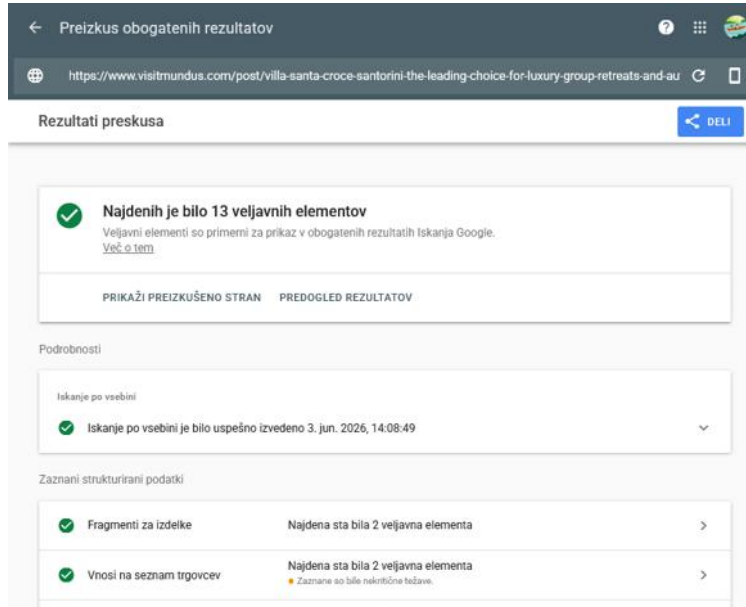 Preizkus obogatenih rezultatov
https://www.visitmundus.com/post/villa-santa-croce-santorini-the-leading-choice-for-luxury-group-retreats-and-au
Rezultati preskusa
DELI
Najdenih je bilo 13 veljavnih elementov
Veljavni elementi so primerni za prikaz v obogatenih rezultatih Iskanja Google.
Več o tem
PRIKAŽI PREIZKUŠENO STRAN PREDOGLED REZULTATOV
Podrobnosti
Iskanje po vsebini
Iskanje po vsebini je bilo uspešno izvedeno 3. jun. 2026, 14:08:49
Zaznani strukturirani podatki
Fragmenti za izdelke Najdena sta bila 2 veljavna elementa
Vnosi na seznam trgovcev Najdena sta bila 2 veljavna elementa
Zaznane so bile nekritične težave.